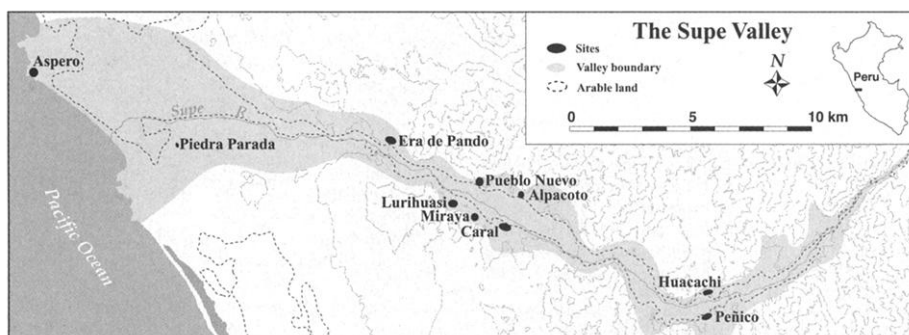 The Supe Valley
Sites
Valley boundary
Arable land
N
Peru
0 5 10 km
Aspero
Supe R
Piedra Parada
Era de Pando
Pueblo Nuevo
Alpacoto
Lurihuasi
Miraya
Caral
Huacachi
Peñico
Pacific Ocean